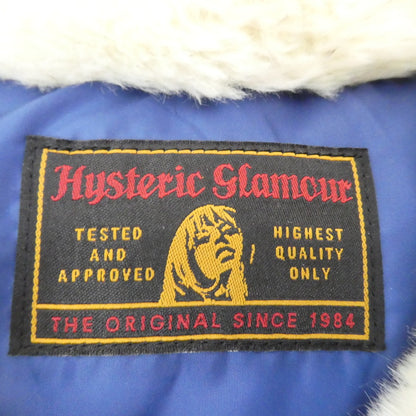 Hysteric Glamour
TESTED AND APPROVED
HIGHEST QUALITY ONLY
THE ORIGINAL SINCE 1984